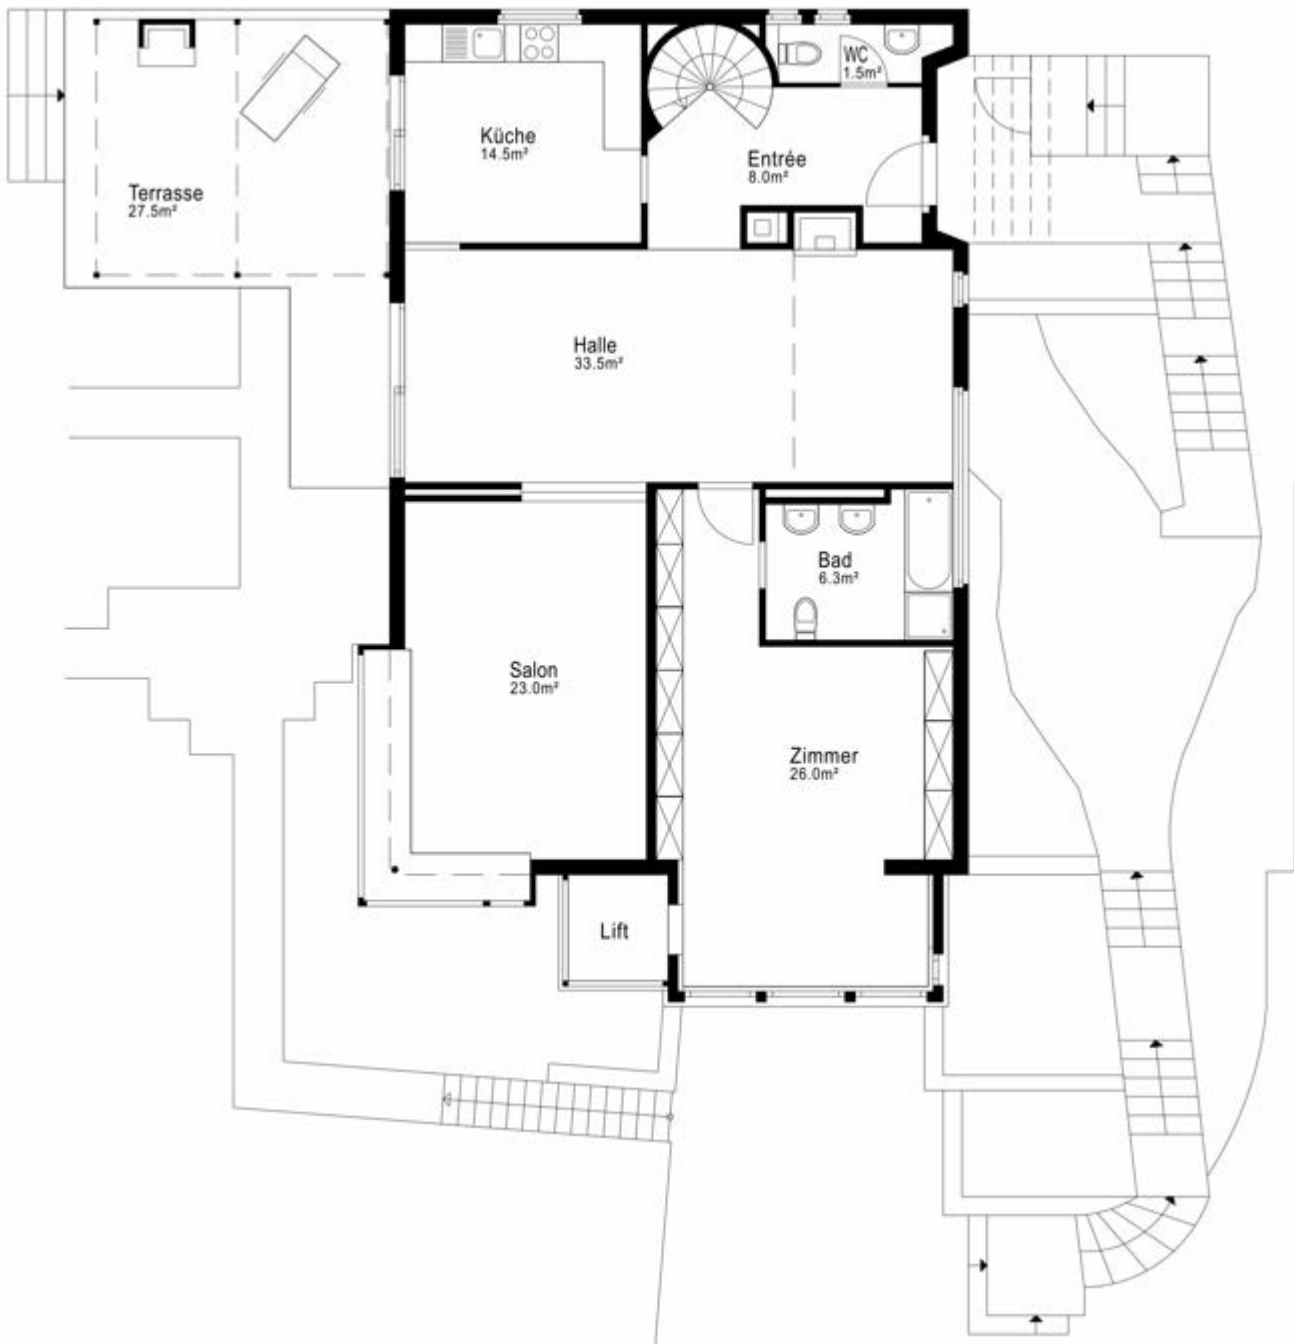 WC
1.5m²
Küche
14.5m²
Entrée
8.0m²
Terrasse
27.5m²
Halle
33.5m²
Bad
6.3m²
Salon
23.0m²
Zimmer
26.0m²
Lift